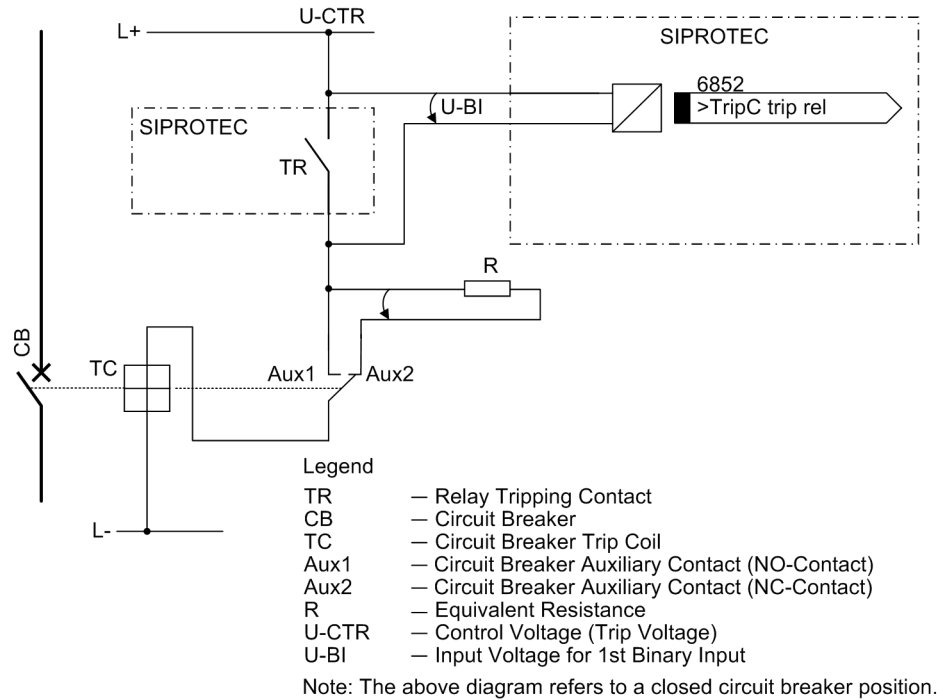 U-CTR
L+
SIPROTEC
6852
>TripC trip rel
U-BI
SIPROTEC
TR
R
CB
TC
Aux1
Aux2
L-
Legend
TR — Relay Tripping Contact
CB — Circuit Breaker
TC — Circuit Breaker Trip Coil
Aux1 — Circuit Breaker Auxiliary Contact (NO-Contact)
Aux2 — Circuit Breaker Auxiliary Contact (NC-Contact)
R — Equivalent Resistance
U-CTR — Control Voltage (Trip Voltage)
U-BI — Input Voltage for 1st Binary Input
Note: The above diagram refers to a closed circuit breaker position.